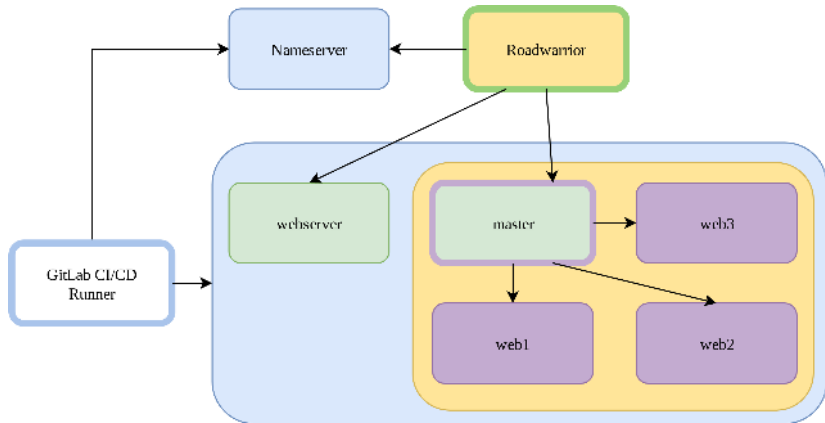 Nameserver
Roadwarrior
webserver
master
web3
GitLab CI/CD
Runner
web1
web2